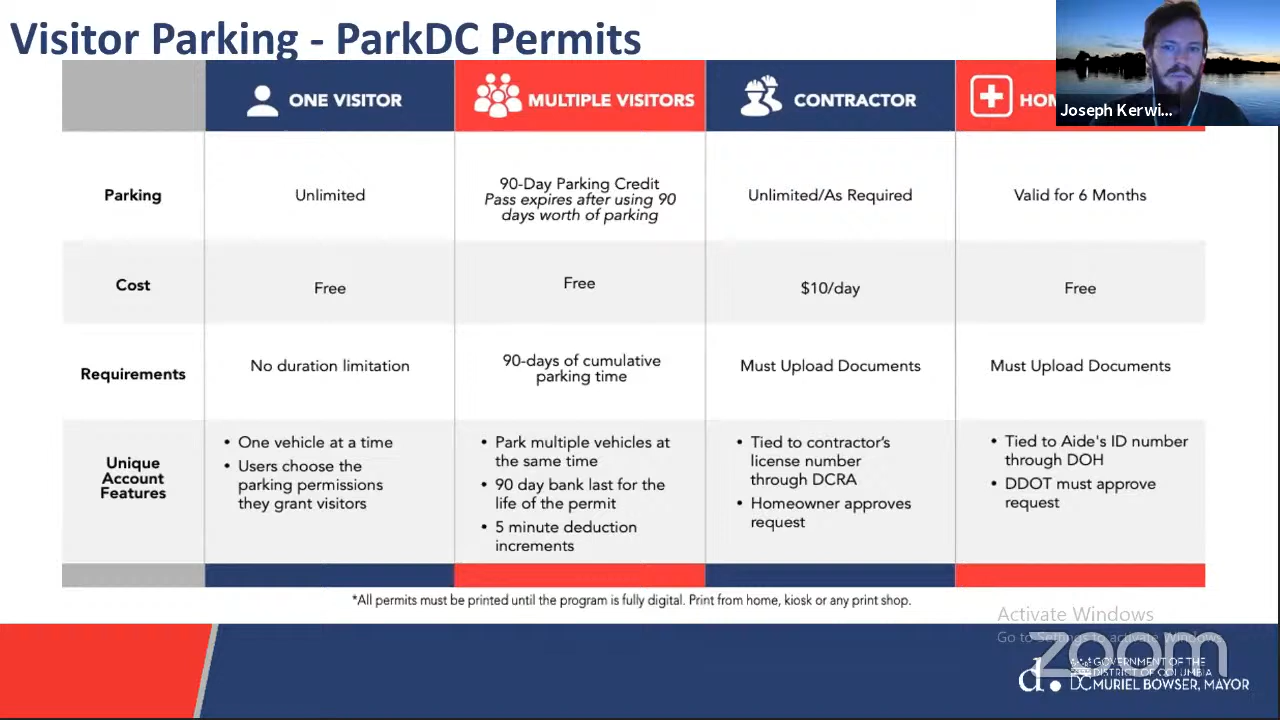 Visitor Parking - ParkDC Permits
Joseph Kerwi...
ONE VISITOR
MULTIPLE VISITORS
CONTRACTOR
Parking
Unlimited
90-Day Parking Credit
Pass expires after using 90
days worth of parking
Unlimited/As Required
Valid for 6 Months
Cost
Free
Free
$10/day
Free
Requirements
No duration limitation
90-days of cumulative
parking time
Must Upload Documents
Must Upload Documents
Unique
Account
Features
• One vehicle at a time
• Users choose the
parking permissions
they grant visitors
• Park multiple vehicles at
the same time
• 90 day bank last for the
life of the permit
• 5 minute deduction
increments
• Tied to contractor's
license number
through DCRA
• Homeowner approves
request
• Tied to Aide's ID number
through DOH
• DDOT must approve
request
*All permits must be printed until the program is fully digital. Print from home, kiosk or any print shop.
Activate Windows
Go to Settings to activate Windows.
zoom
GOVERNMENT OF THE
DISTRICT OF COLUMBIA
DC MURIEL BOWSER, MAYOR